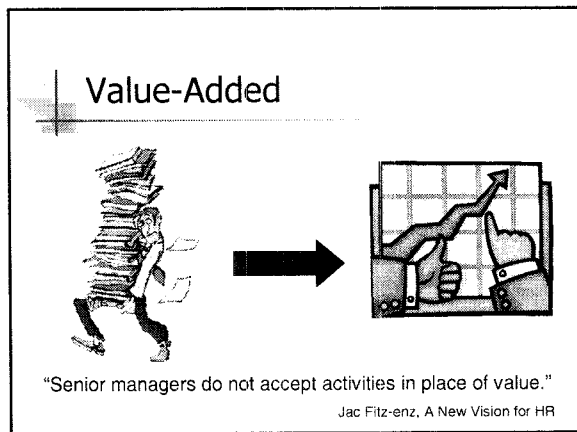 Value-Added
“Senior managers do not accept activities in place of value.”
Jac Fitz-enz, A New Vision for HR